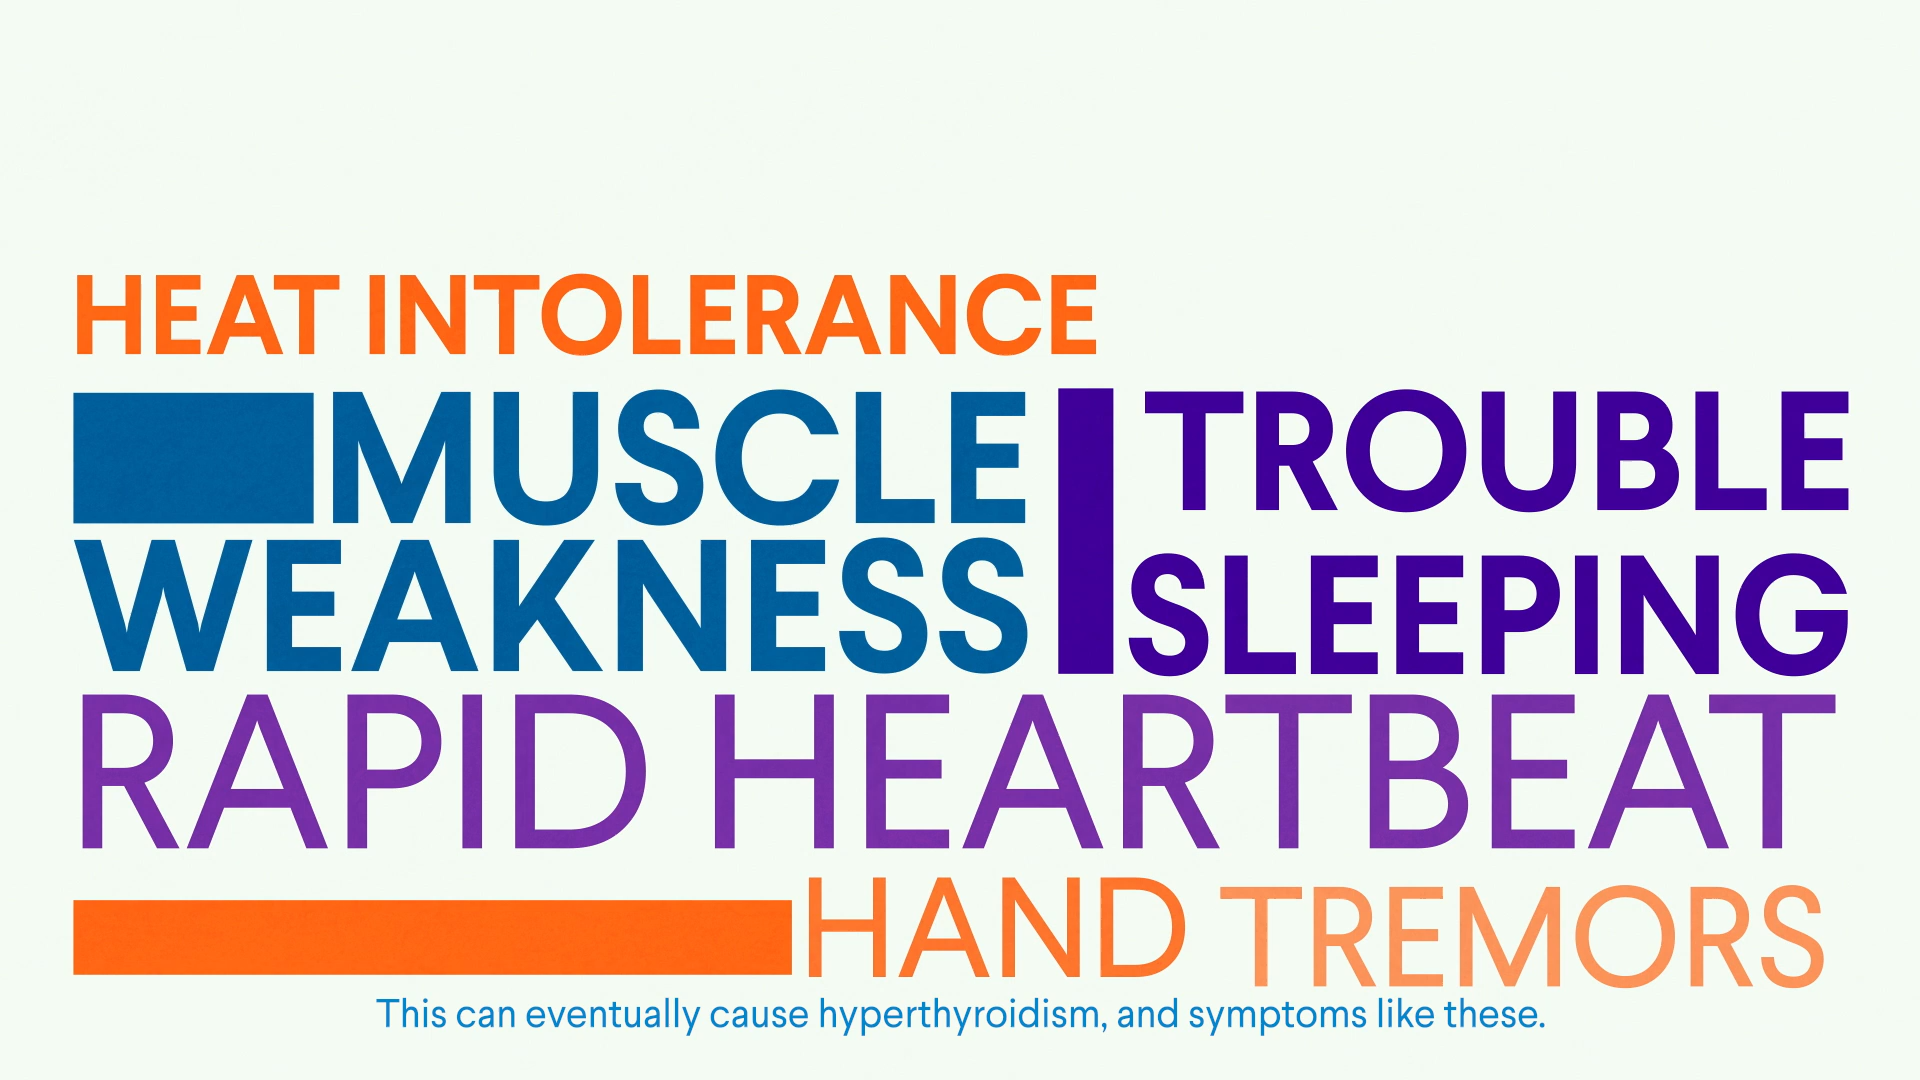 HEAT INTOLERANCE
MUSCLE
WEAKNESS
TROUBLE
SLEEPING
RAPID HEARTBEAT
HAND TREMORS
This can eventually cause hyperthyroidism, and symptoms like these.